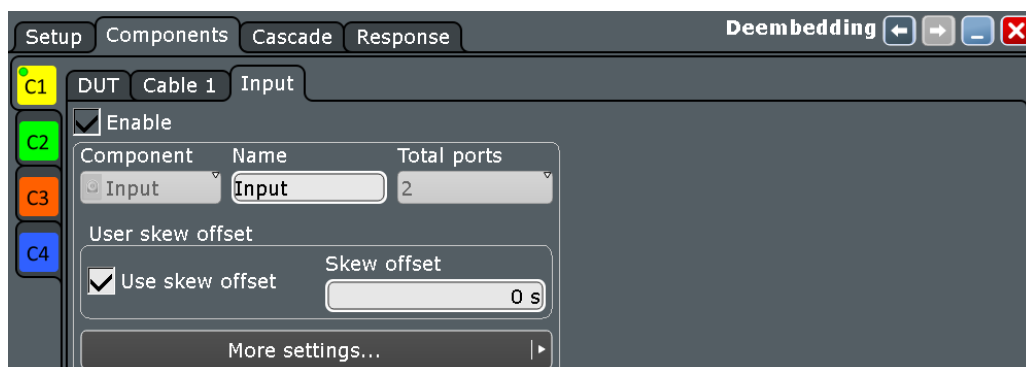 Setup Components Cascade Response Deembedding
C1 DUT Cable 1 Input
Enable
C2
Component Name Total ports
Input Input 2
C3
User skew offset
C4
Skew offset
Use skew offset
0 s
More settings...